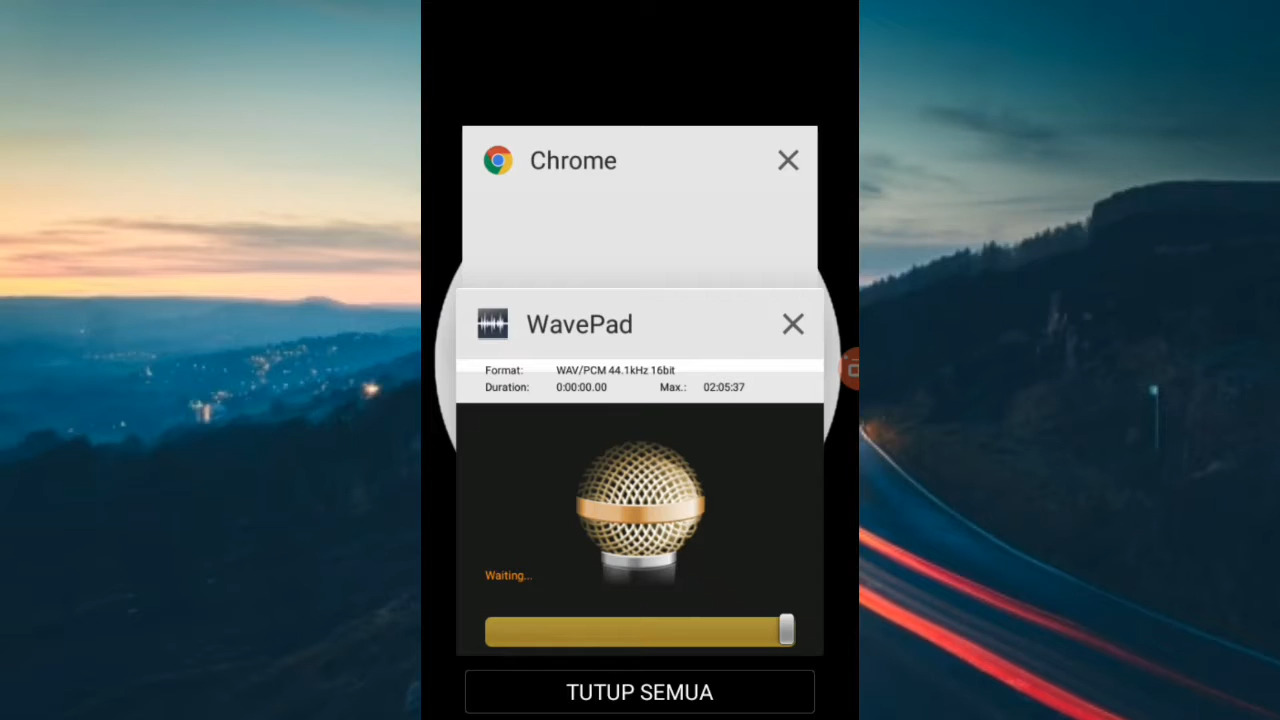 Chrome
WavePad
Format: WAV/PCM 44.1kHz 16bit
Duration: 0:00:00.00 Max.: 02:05:37
Waiting...
TUTUP SEMUA